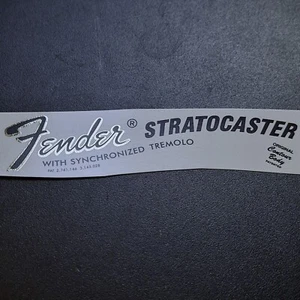 Fender® STRATOCASTER
WITH SYNCHRONIZED TREMOLO
ORIGINAL
Contour
Body